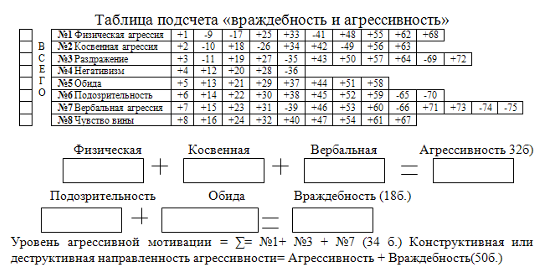 Таблица подсчета «враждебность и агрессивность»
ВСЕГО
№1 Физическая агрессия +1 -9 -17 +25 +33 -41 +48 +55 +62 +68
№2 Косвенная агрессия +2 -10 +18 -26 +34 +42 -49 +56 +63
№3 Раздражение +3 -11 +19 +27 -35 +43 +50 +57 +64 -69 +72
№4 Негативизм +4 +12 +20 +28 -36
№5 Обида +5 +13 +21 +29 +37 +44 +51 +58
№6 Подозрительность +6 +14 +22 +30 +38 +45 +52 +59 -65 -70
№7 Вербальная агрессия +7 +15 +23 +31 -39 +46 +53 +60 -66 +71 +73 -74 -75
№8 Чувство вины +8 +16 +24 +32 +40 +47 +54 +61 +67
Физическая Косвенная Вербальная Агрессивность 32б)
+ + =
Подозрительность Обида Враждебность (18б.)
+ =
Уровень агрессивной мотивации = ∑= №1+ №3 + №7 (34 б.) Конструктивная или
деструктивная направленность агрессивности= Агрессивность + Враждебность(50б.)